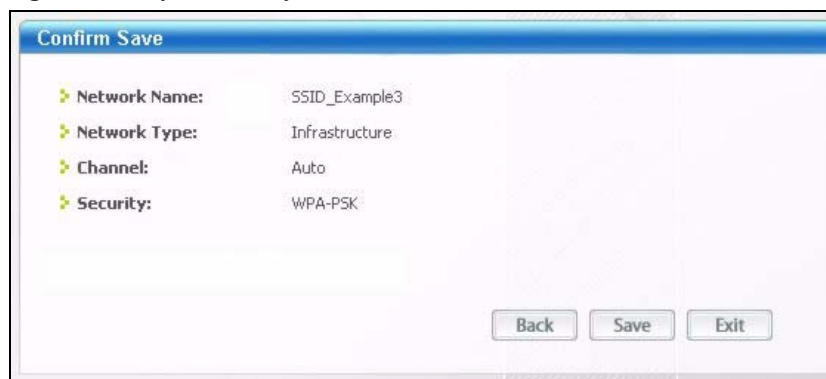 Confirm Save
Network Name: SSID_Example3
Network Type: Infrastructure
Channel: Auto
Security: WPA-PSK
Back Save Exit